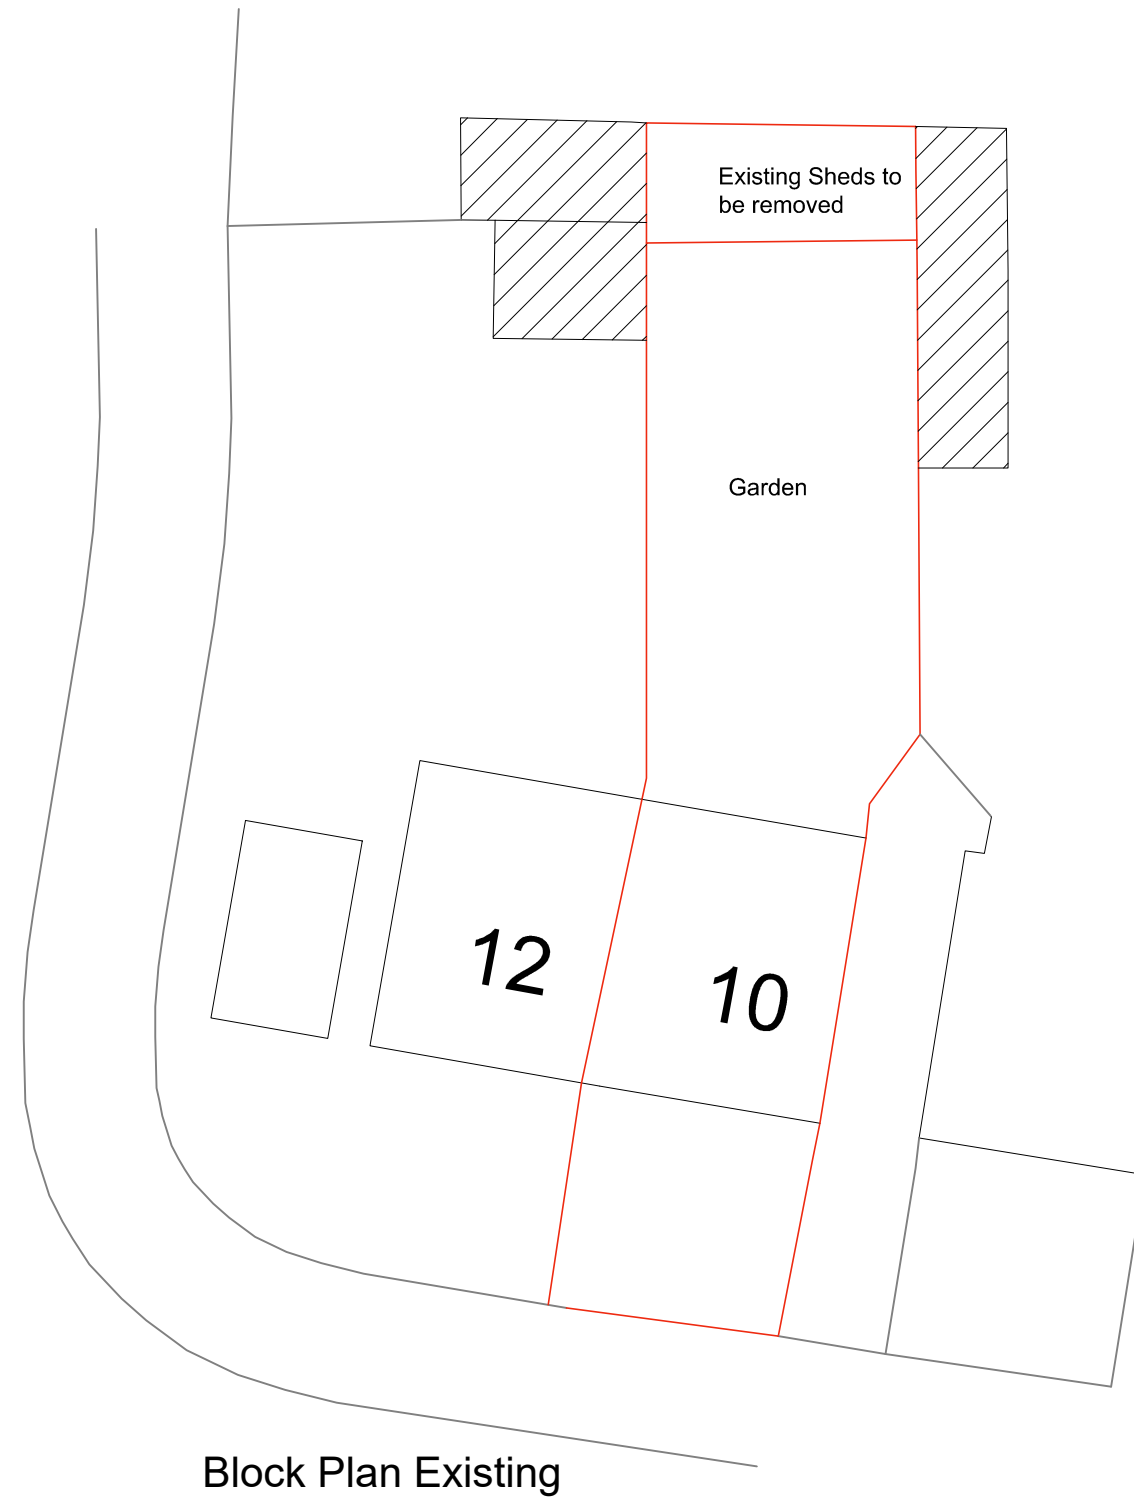 Existing Sheds to
be removed
Garden
12
10
Block Plan Existing